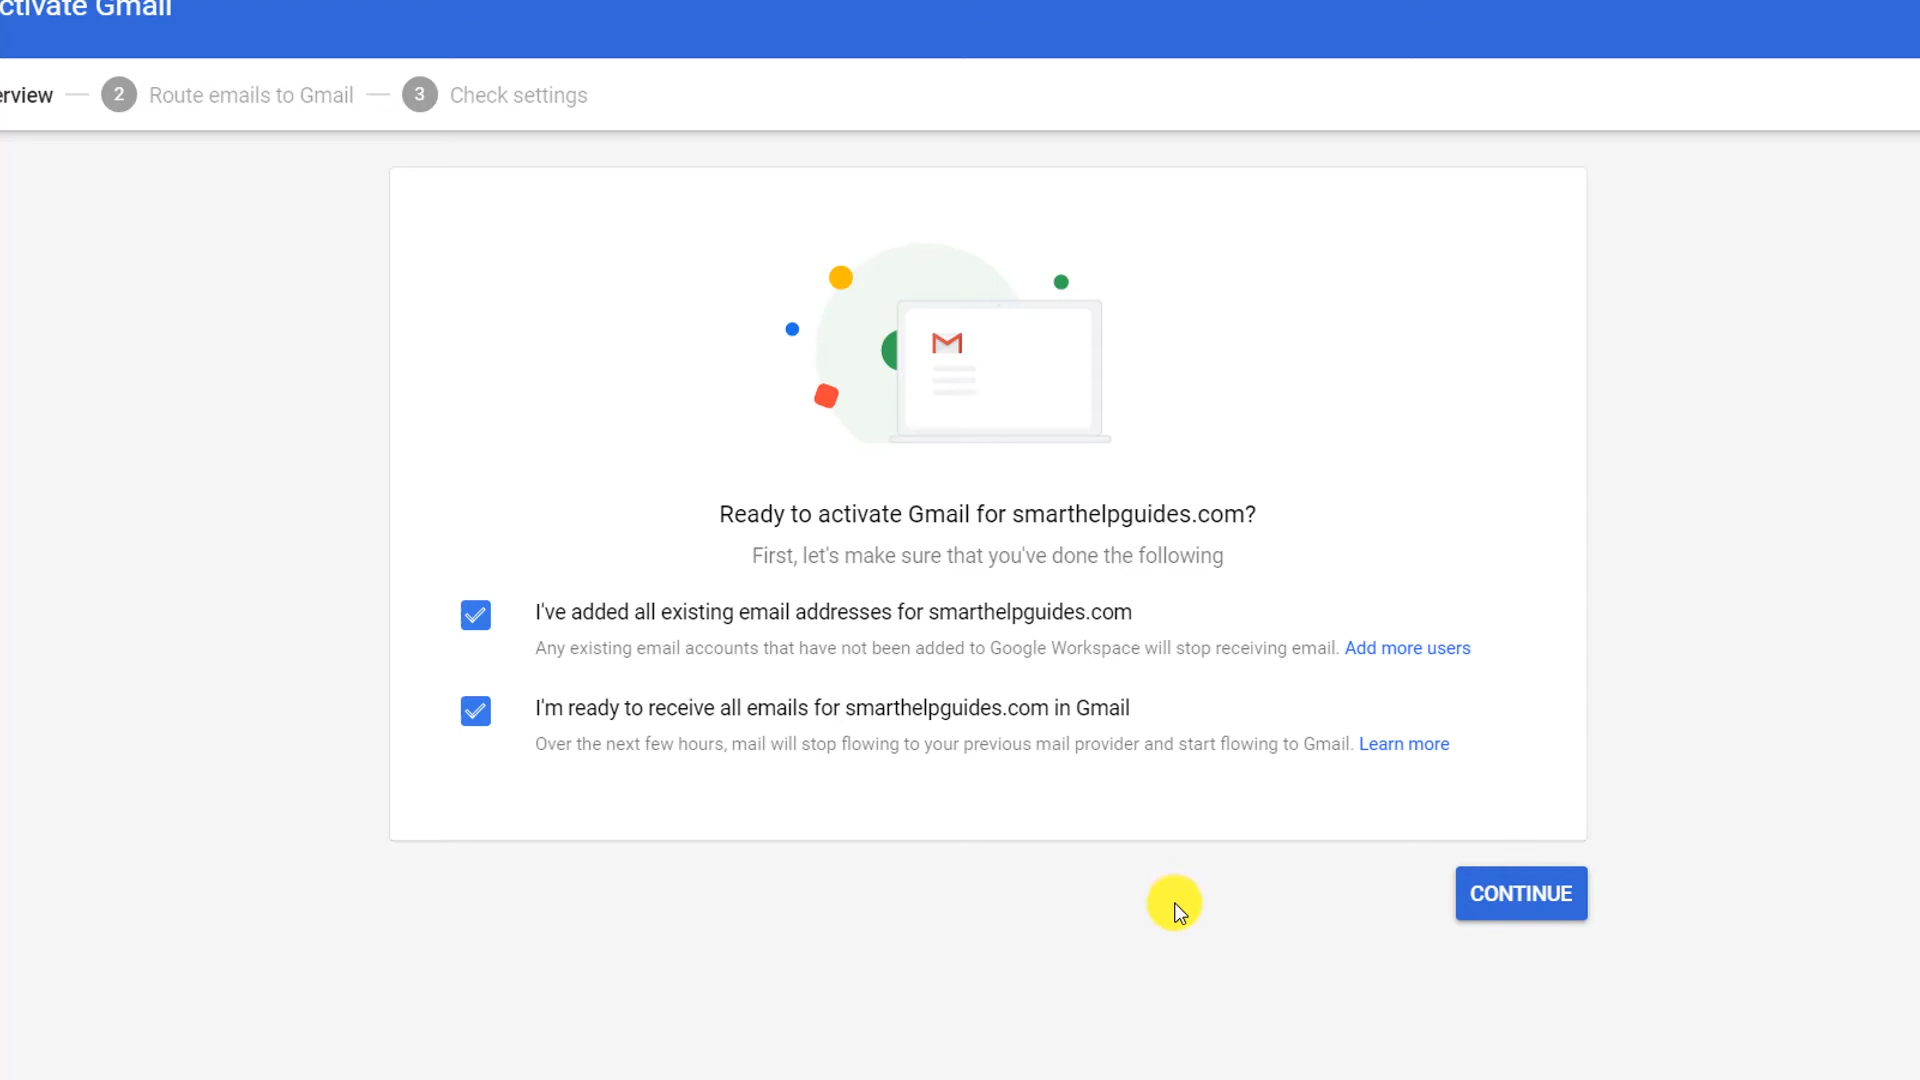 ctivate Gmail
erview — 2 Route emails to Gmail — 3 Check settings
Ready to activate Gmail for smarthelpguides.com?
First, let's make sure that you've done the following
I've added all existing email addresses for smarthelpguides.com
Any existing email accounts that have not been added to Google Workspace will stop receiving email. Add more users
I'm ready to receive all emails for smarthelpguides.com in Gmail
Over the next few hours, mail will stop flowing to your previous mail provider and start flowing to Gmail. Learn more
CONTINUE